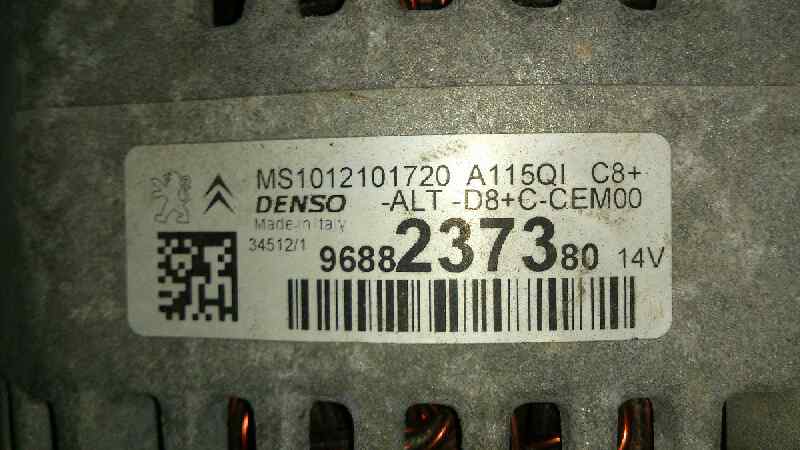 MS1012101720 A115QI C8+
DENSO -ALT -D8+C-CEM00
Made in Italy
34512/1
9688237380 14V